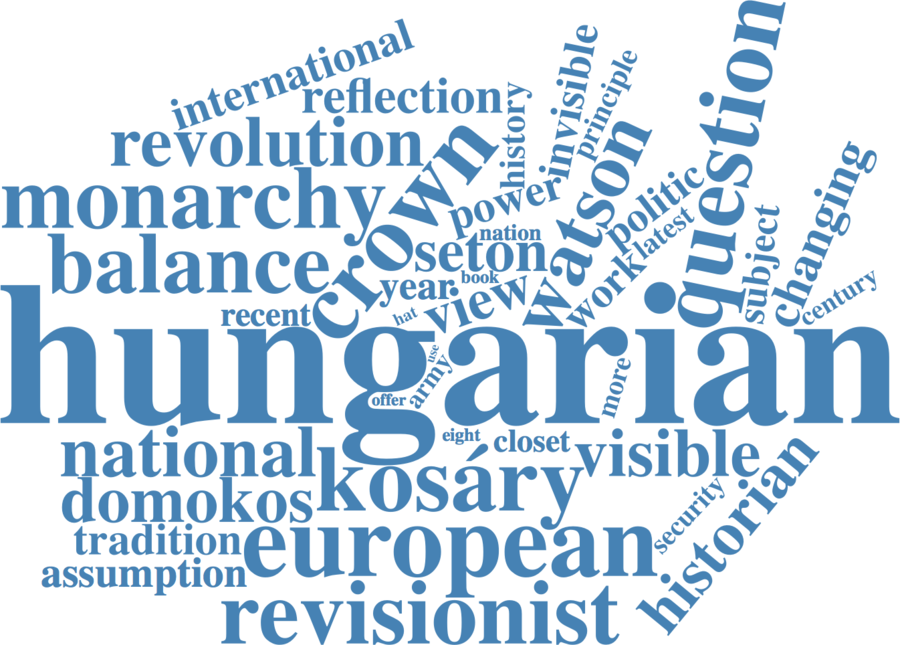 international
reflection
history
invisible
principle
question
revolution
crown
watson
monarchy
power
politic
changing
nation
latest
balance
seton
work
subject
book
year
view
century
recent
hat
hungarian
use
army
offer
more
eight
closet
national
kosáry
visible
historian
domokos
security
tradition
european
assumption
revisionist